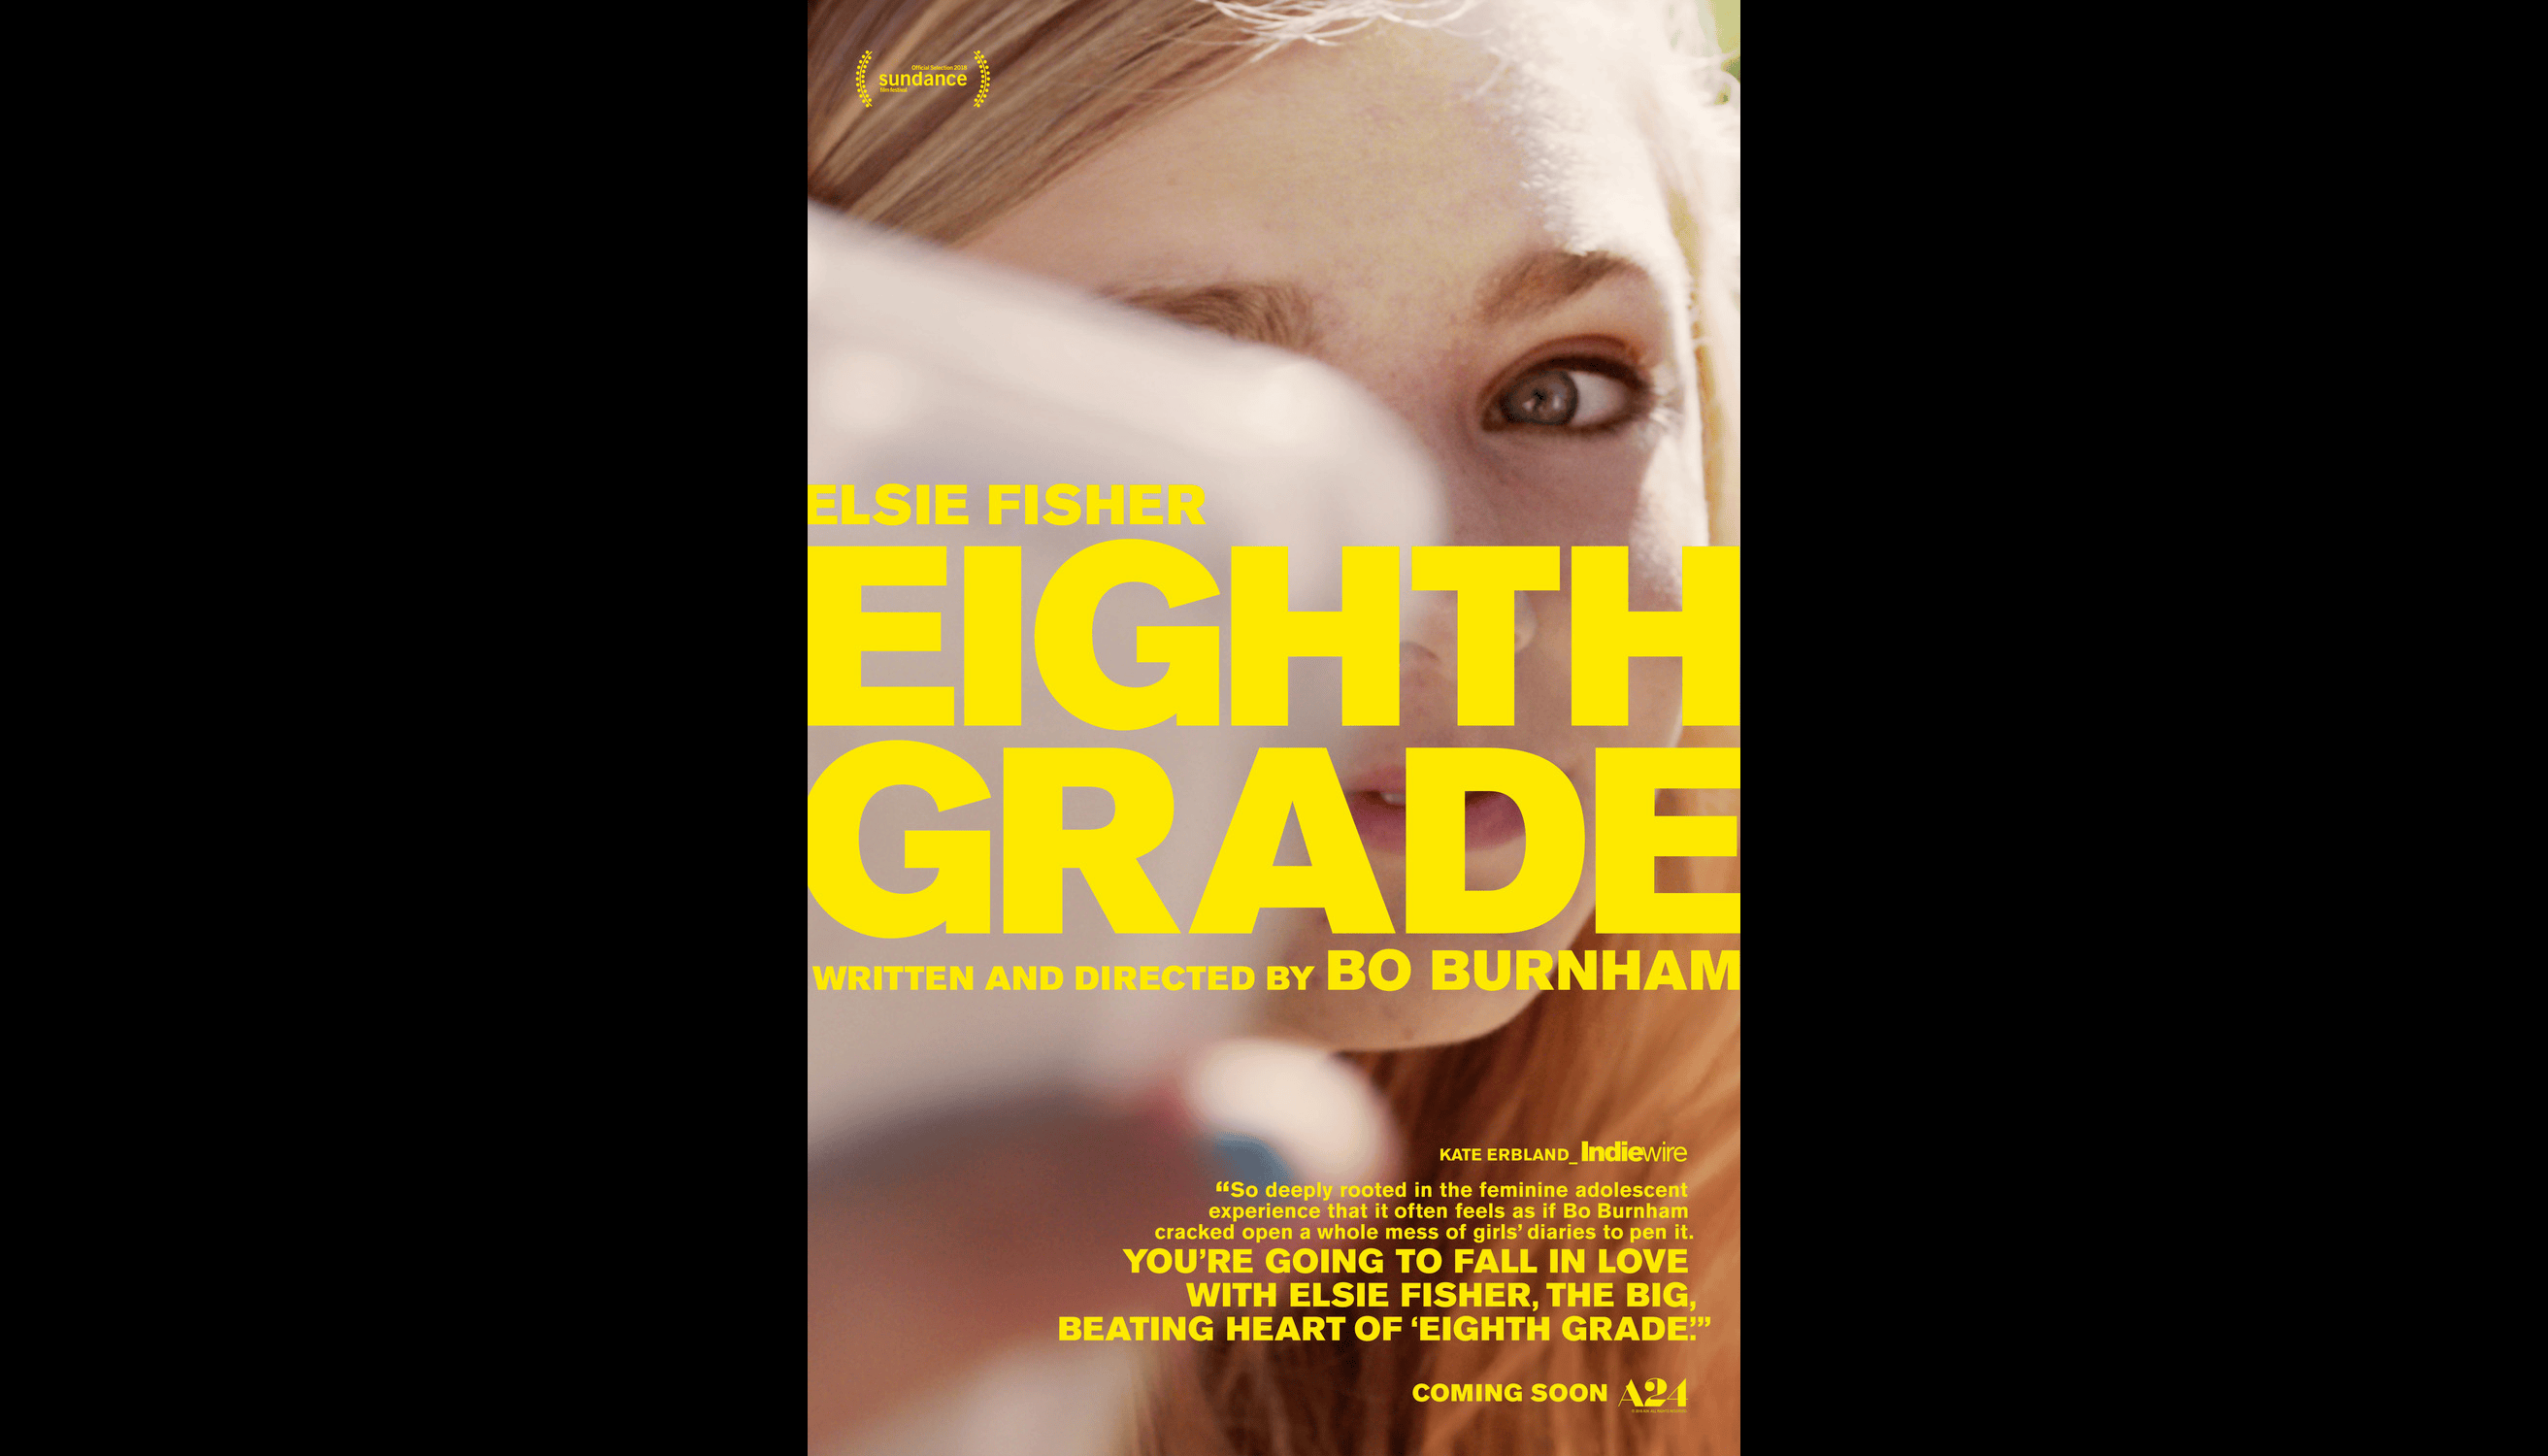 Official Selection 2018
sundance
film festival
ELSIE FISHER
EIGHTH
GRADE
WRITTEN AND DIRECTED BY BO BURNHAM
KATE ERBLAND_Indiewire
“So deeply rooted in the feminine adolescent
experience that it often feels as if Bo Burnham
cracked open a whole mess of girls’ diaries to pen it.
YOU’RE GOING TO FALL IN LOVE
WITH ELSIE FISHER, THE BIG,
BEATING HEART OF ‘EIGHTH GRADE.’”
COMING SOON A24